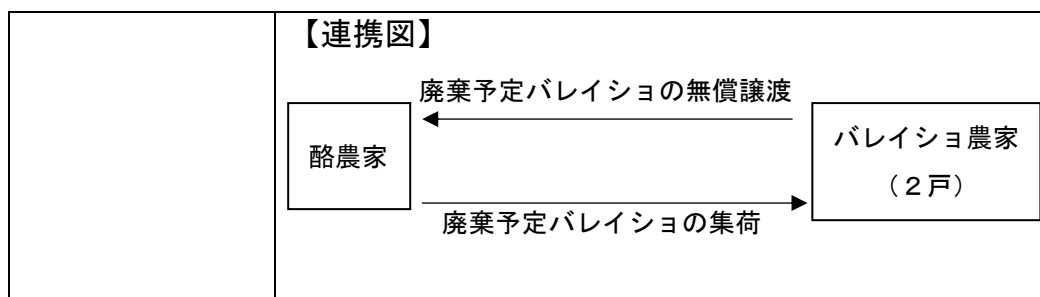 【連携図】
廃棄予定バレイショの無償譲渡
酪農家
バレイショ農家
（２戸）
廃棄予定バレイショの集荷